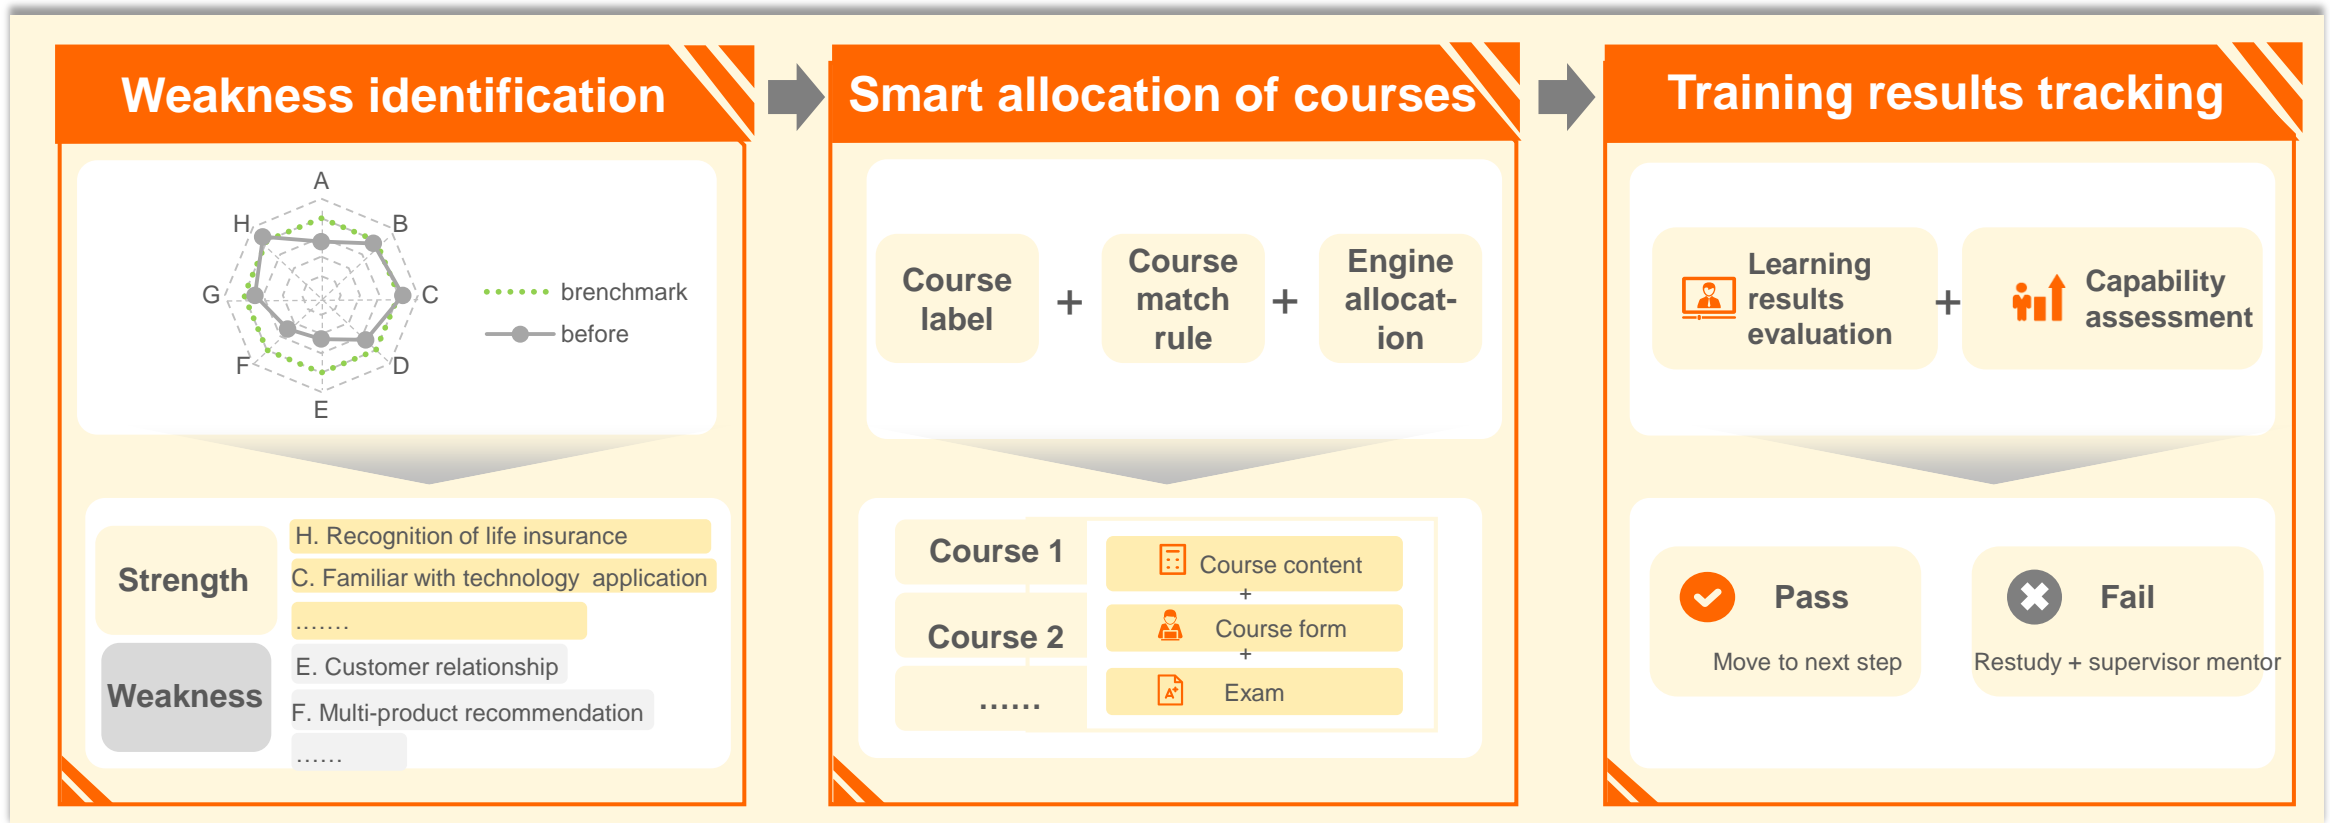 Weakness identification
A
B
C
D
E
F
G
H
brenchmark
before
Strength
H. Recognition of life insurance
C. Familiar with technology application
.......
Weakness
E. Customer relationship
F. Multi-product recommendation
......
Smart allocation of courses
Course
label
+
Course
match
rule
+
Engine
allocat-
ion
Course 1
Course 2
......
Course content
+
Course form
+
A+
Exam
Training results tracking
Learning
results
evaluation
+
Capability
assessment
Pass
Move to next step
Fail
Restudy + supervisor mentor